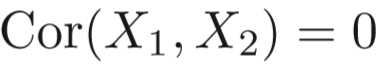 Cor(X₁, X₂) = 0